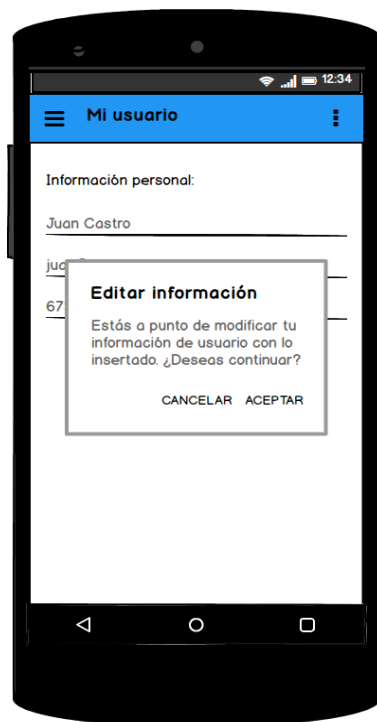 12:34
Mi usuario
Información personal:
Juan Castro
Editar información
Estás a punto de modificar tu
información de usuario con lo
insertado. ¿Deseas continuar?
CANCELAR ACEPTAR